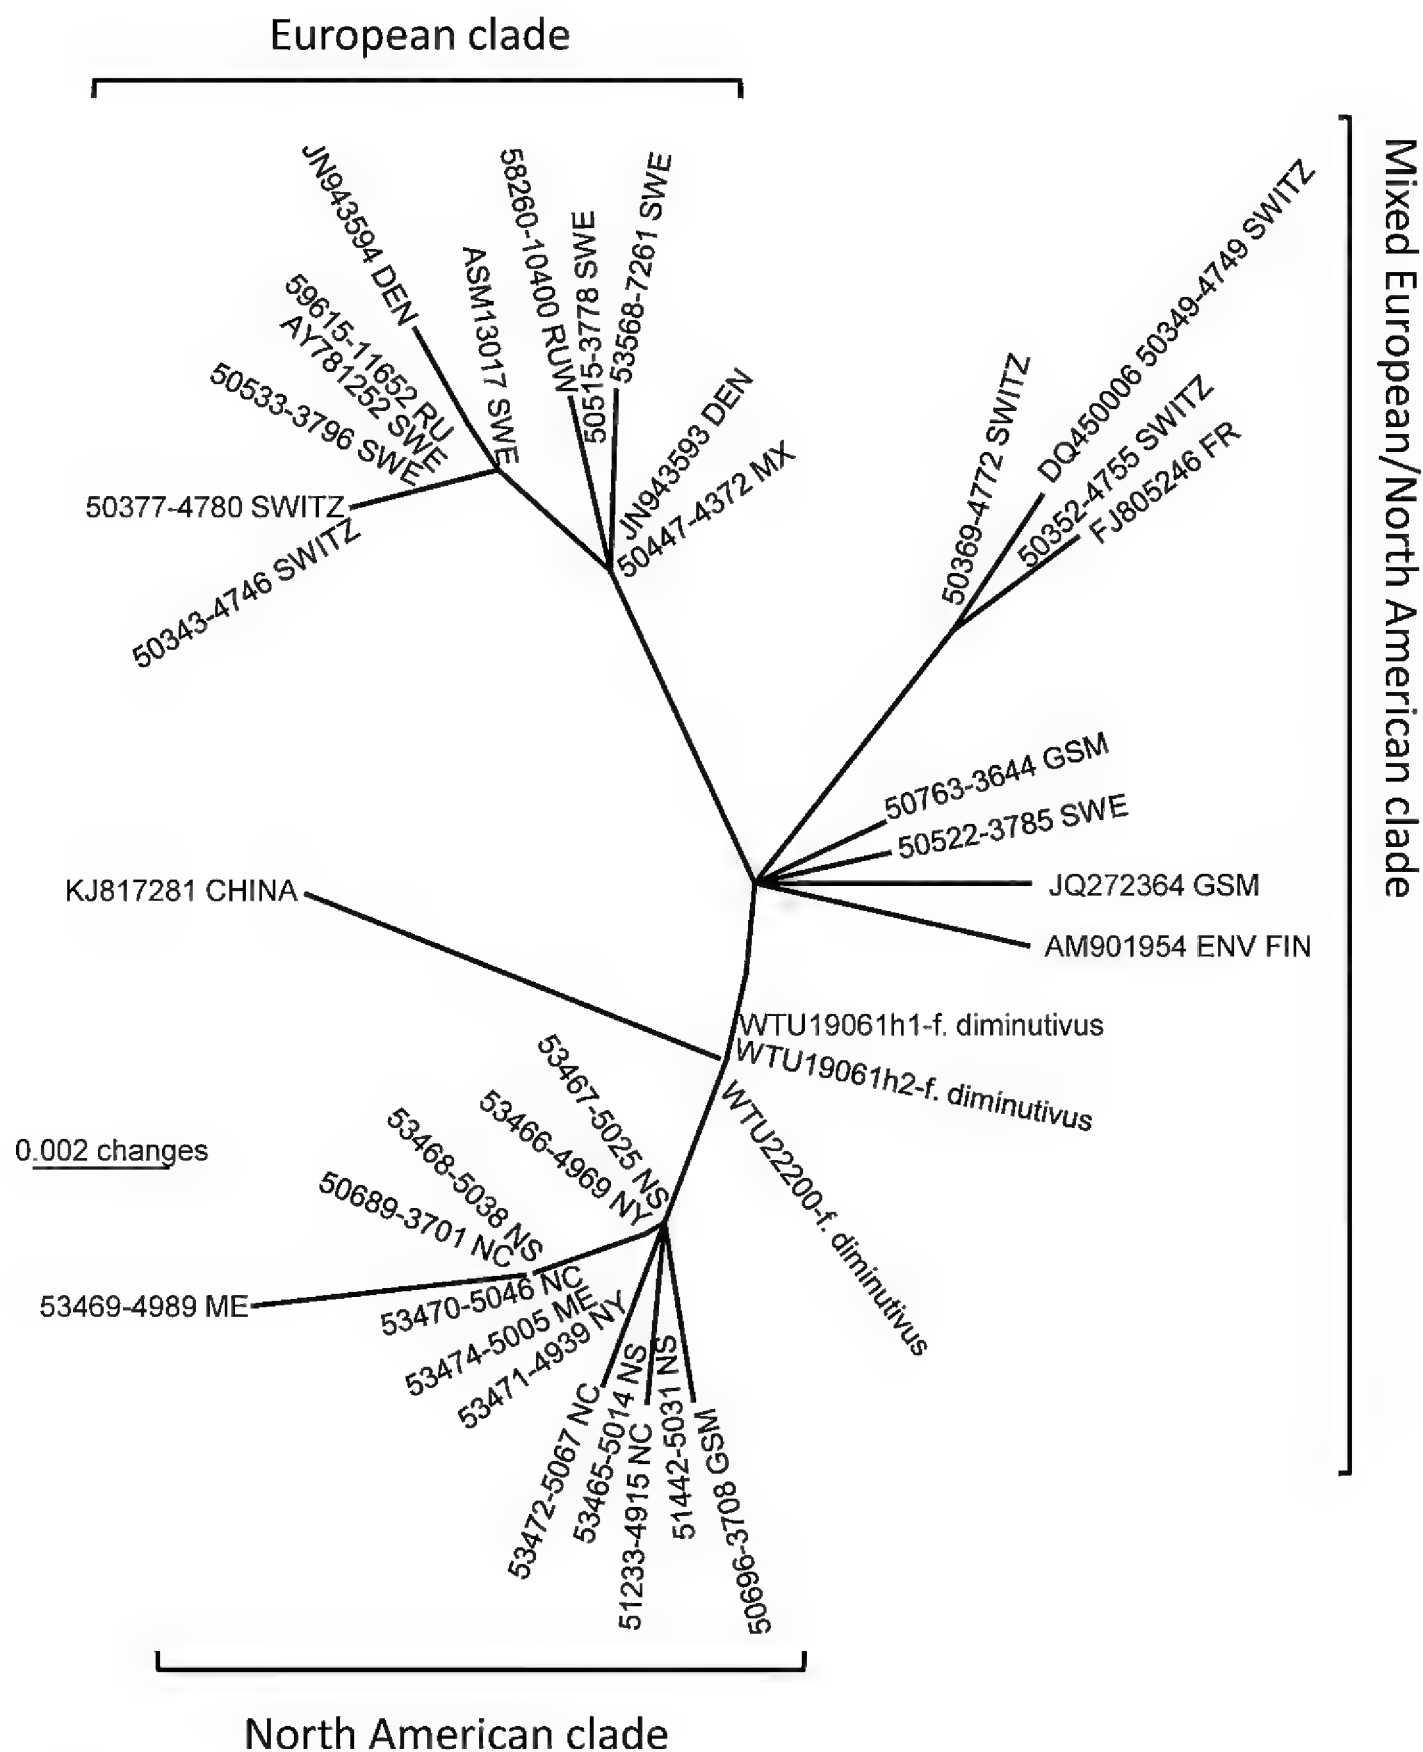 European clade
Mixed European/North American clade
JN943594 DEN
58260-10400 RUW
53568-7261 SWE
50515-3778 SWE
ASM13017 SWE
59615-11652 RU
AY781252 SWE
50533-3796 SWE
50377-4780 SWITZ
50343-4746 SWITZ
JN943593 DEN
50447-4372 MX
50369-4772 SWITZ
DQ450006 50349-4749 SWITZ
50352-4755 SWITZ
FJ805246 FR
50763-3644 GSM
50522-3785 SWE
JQ272364 GSM
AM901954 ENV FIN
KJ817281 CHINA
WTU19061h1-f. diminutivus
WTU19061h2-f. diminutivus
WTU22200-f. diminutivus
53467-5025 NS
53466-4969 NY
53468-5038 NS
50689-3701 NC
0.002 changes
53469-4989 ME
53470-5046 NC
53474-5005 ME
53471-4939 NY
53472-5067 NC
53465-5014 NS
51233-4915 NC
51442-5031 NS
50696-3708 GSM
North American clade